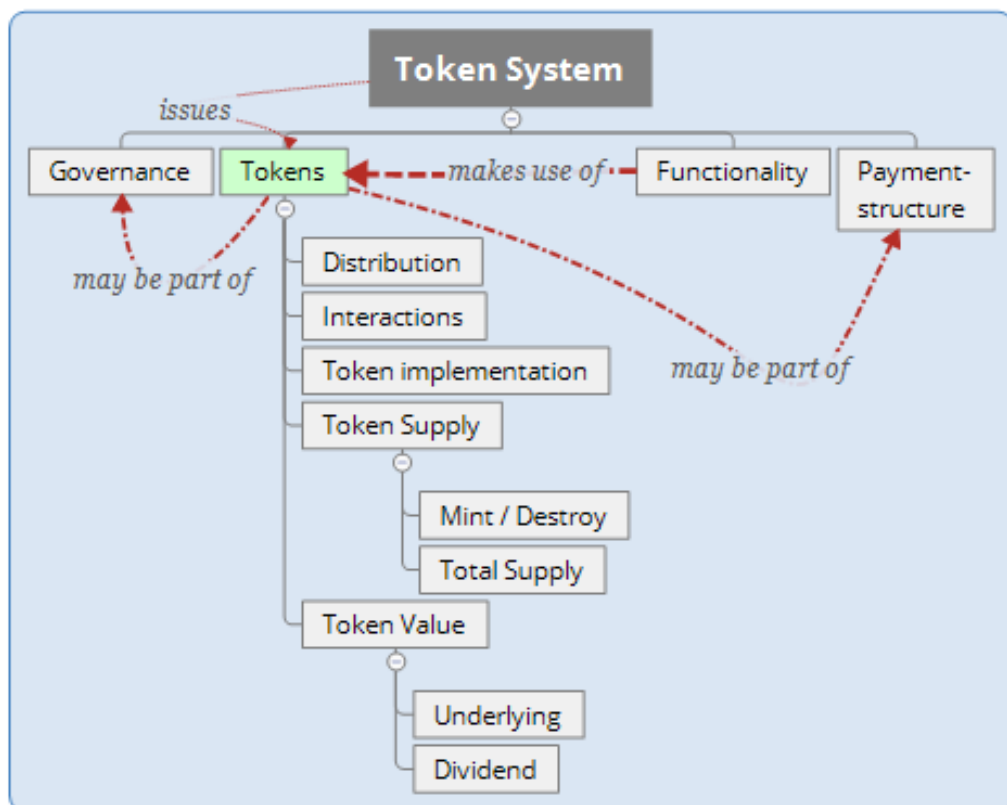 Token System
issues
Governance
Tokens
makes use of
Functionality
Payment-
structure
may be part of
Distribution
Interactions
Token implementation
may be part of
Token Supply
Mint / Destroy
Total Supply
Token Value
Underlying
Dividend